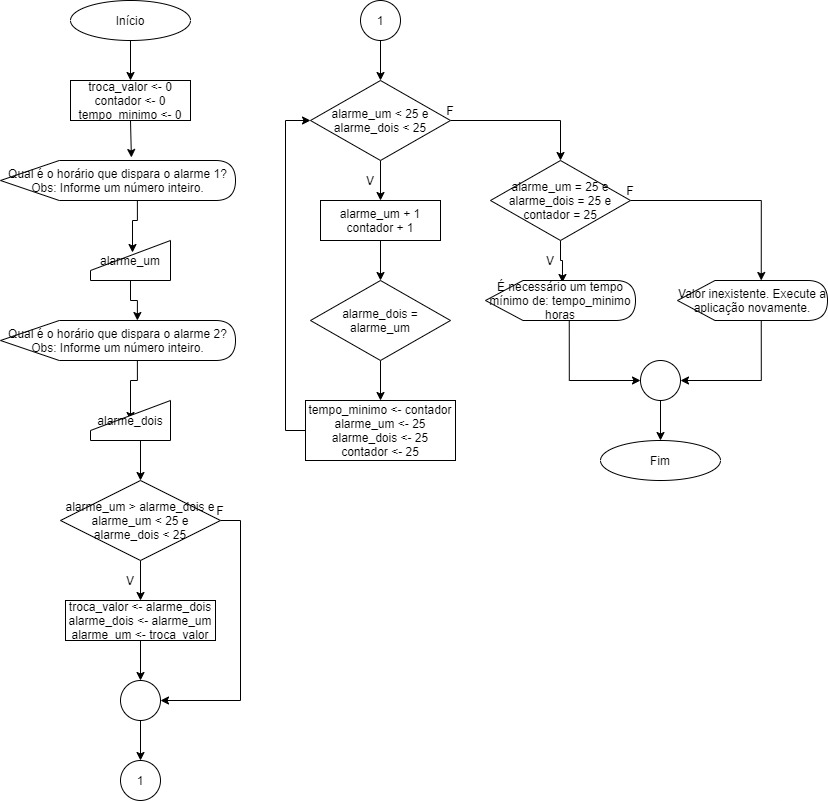 Início
troca_valor <- 0
contador <- 0
tempo_minimo <- 0
Qual é o horário que dispara o alarme 1?
Obs: Informe um número inteiro.
alarme_um
Qual é o horário que dispara o alarme 2?
Obs: Informe um número inteiro.
alarme_dois
alarme_um > alarme_dois e
alarme_um < 25 e
alarme_dois < 25
F
V
troca_valor <- alarme_dois
alarme_dois <- alarme_um
alarme_um <- troca_valor
1
1
alarme_um < 25 e
alarme_dois < 25
F
V
alarme_um + 1
contador + 1
alarme_dois =
alarme_um
tempo_minimo <- contador
alarme_um <- 25
alarme_dois <- 25
contador <- 25
alarme_um = 25 e
alarme_dois = 25 e
contador = 25
F
V
É necessário um tempo
mínimo de: tempo_minimo
horas
Valor inexistente. Execute a
aplicação novamente.
Fim